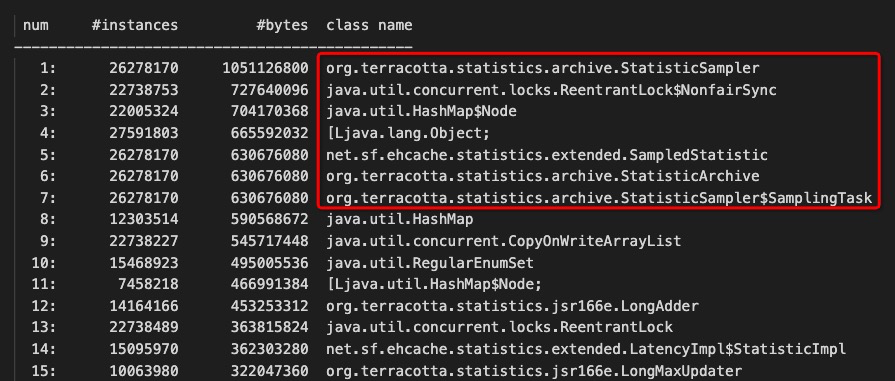 num #instances #bytes class name
----------------------------------------------
1: 26278170 1051126800 org.terracotta.statistics.archive.StatisticSampler
2: 22738753 727640096 java.util.concurrent.locks.ReentrantLock$NonfairSync
3: 22005324 704170368 java.util.HashMap$Node
4: 27591803 665592032 [Ljava.lang.Object;
5: 26278170 630676080 net.sf.ehcache.statistics.extended.SampledStatistic
6: 26278170 630676080 org.terracotta.statistics.archive.StatisticArchive
7: 26278170 630676080 org.terracotta.statistics.archive.StatisticSampler$SamplingTask
8: 12303514 590568672 java.util.HashMap
9: 22738227 545717448 java.util.concurrent.CopyOnWriteArrayList
10: 15468923 495005536 java.util.RegularEnumSet
11: 7458218 466991384 [Ljava.util.HashMap$Node;
12: 14164166 453253312 org.terracotta.statistics.jsr166e.LongAdder
13: 22738489 363815824 java.util.concurrent.locks.ReentrantLock
14: 15095970 362303280 net.sf.ehcache.statistics.extended.LatencyImpl$StatisticImpl
15: 10063980 322047360 org.terracotta.statistics.jsr166e.LongMaxUpdater